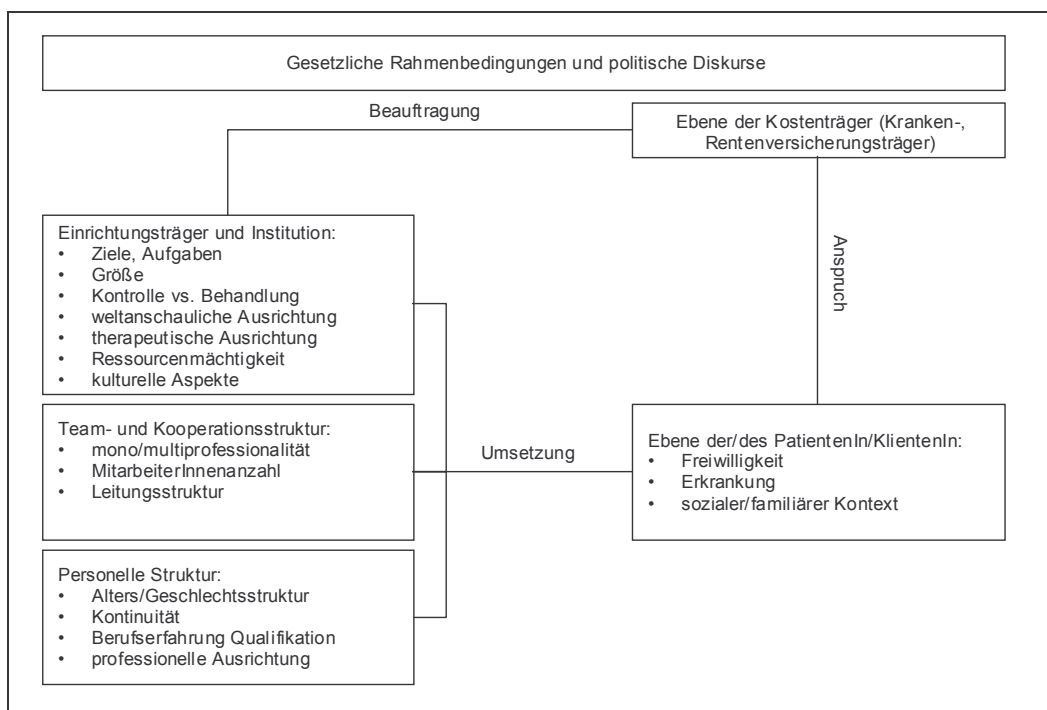 Gesetzliche Rahmenbedingungen und politische Diskurse
Beauftragung
Ebene der Kostenträger (Kranken-,
Rentenversicherungsträger)
Einrichtungsträger und Institution:
• Ziele, Aufgaben
• Größe
• Kontrolle vs. Behandlung
• weltanschauliche Ausrichtung
• therapeutische Ausrichtung
• Ressourcenmächtigkeit
• kulturelle Aspekte
Anspruch
Team- und Kooperationsstruktur:
• mono/multiprofessionalität
• MitarbeiterInnenanzahl
• Leitungsstruktur
Umsetzung
Ebene der/des PatientenIn/KlientenIn:
• Freiwilligkeit
• Erkrankung
• sozialer/familiärer Kontext
Personelle Struktur:
• Alters/Geschlechtsstruktur
• Kontinuität
• Berufserfahrung Qualifikation
• professionelle Ausrichtung